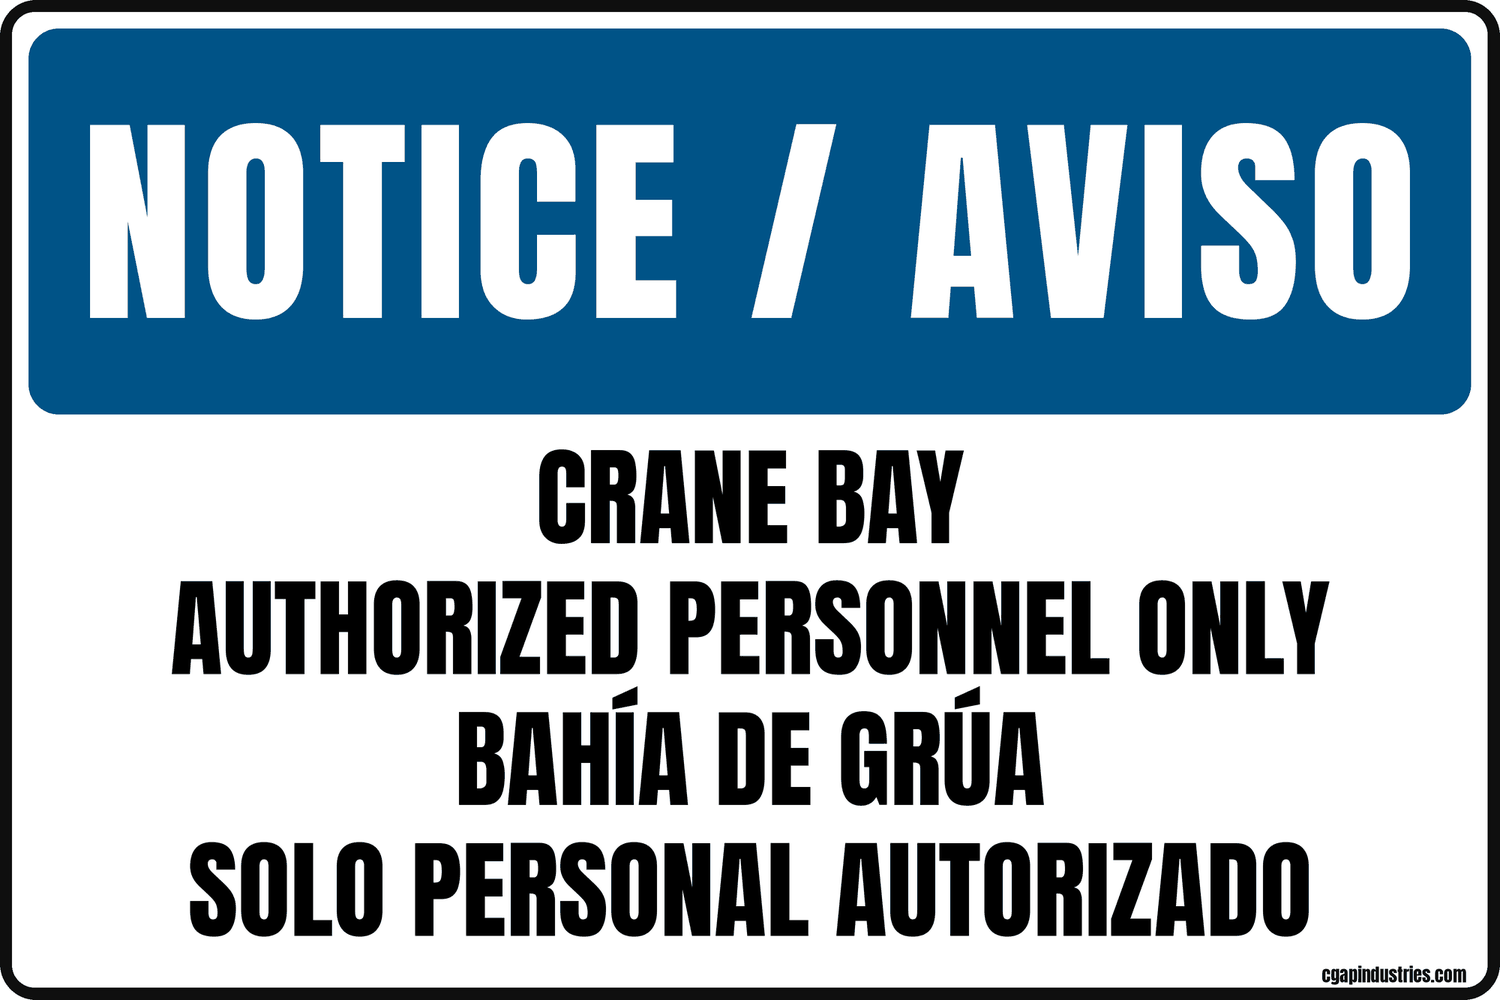 NOTICE / AVISO
CRANE BAY
AUTHORIZED PERSONNEL ONLY
BAHÍA DE GRÚA
SOLO PERSONAL AUTORIZADO
cgapindustries.com